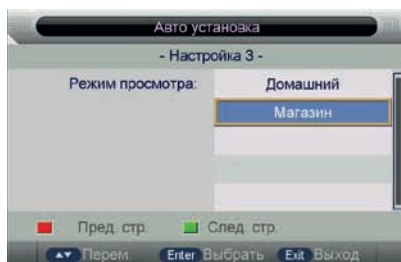 Авто установка
- Настройка 3 -
Режим просмотра: Домашний
Магазин
Пред. стр. След. стр.
Перем. Enter Выбрать Exit Выход